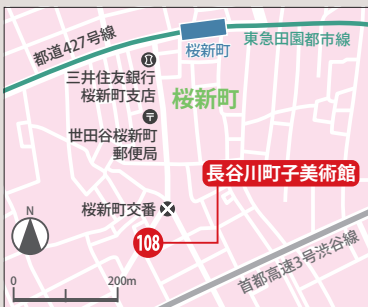 都道427号線
桜新町
東急田園都市線
三井住友銀行
桜新町支店
桜新町
〒
世田谷桜新町
郵便局
長谷川町子美術館
桜新町交番
108
N
首都高速3号渋谷線
0
200m